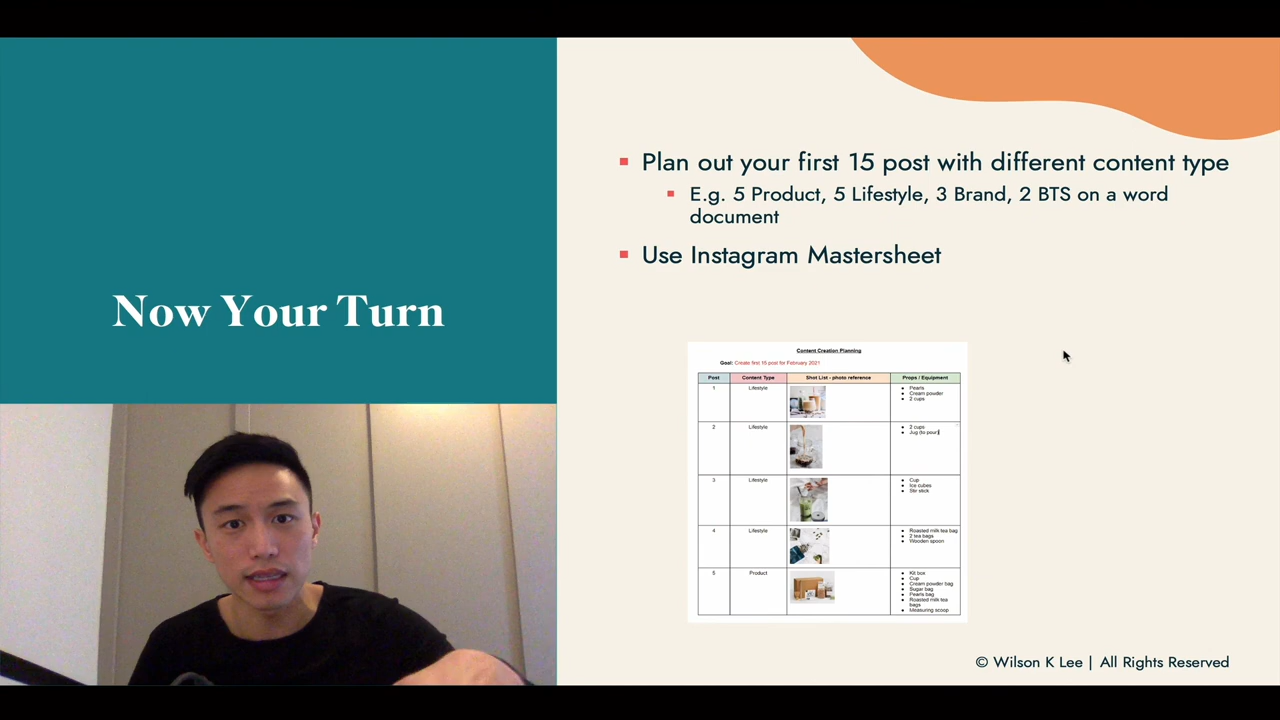 Now Your Turn
Plan out your first 15 post with different content type
E.g. 5 Product, 5 Lifestyle, 3 Brand, 2 BTS on a word
document
Use Instagram Mastersheet
Content Creation Planning
Goal: Create first 15 post for February 2021
Post Content Type Shot List - photo reference Props / Equipment
1 Lifestyle
Pearls
Cream powder
2 cups
2 Lifestyle
2 cups
Jug (to pour)
3 Lifestyle
Cup
Ice cubes
Stir stick
4 Lifestyle
Roasted milk tea bag
2 tea bags
Wooden spoon
5 Product
Kit box
Cup
Cream powder bag
Sugar bag
Pearls bag
Roasted milk tea
bags
Measuring scoop
© Wilson K Lee | All Rights Reserved